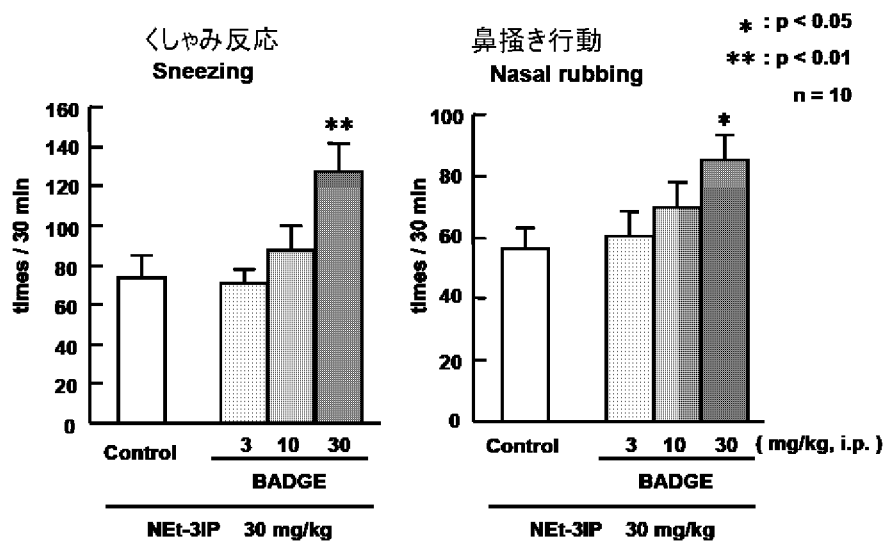 くしゃみ反応
Sneezing
times / 30 min
160
140
120
100
80
60
40
20
0
**
Control
3 10 30
BADGE
NEt-3IP 30 mg/kg
鼻掻き行動
Nasal rubbing
times / 30 min
100
80
60
40
20
0
*
Control
3 10 30 ( mg/kg, i.p. )
BADGE
NEt-3IP 30 mg/kg
* : p < 0.05
** : p < 0.01
n = 10